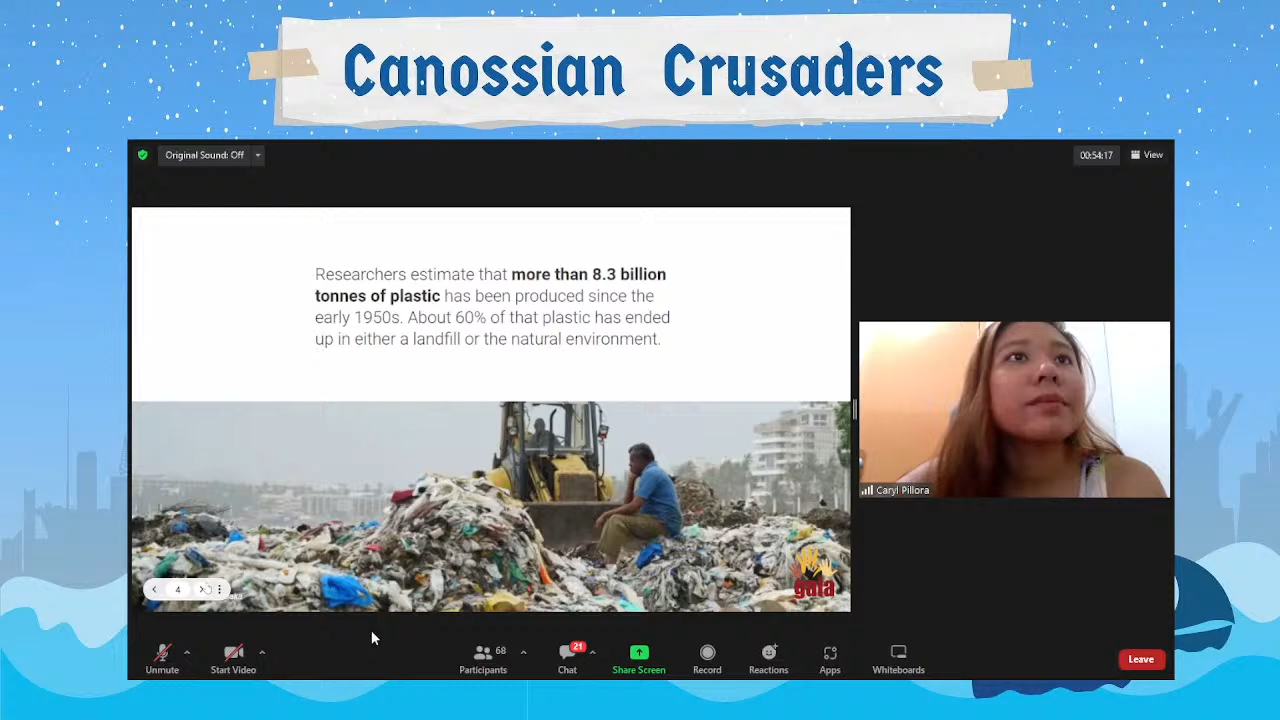 Canossian Crusaders
Original Sound: Off
00:54:17
View
Researchers estimate that more than 8.3 billion
tonnes of plastic has been produced since the
early 1950s. About 60% of that plastic has ended
up in either a landfill or the natural environment.
Caryl Pillora
gula
4
68
21
Unmute
Start Video
Participants
Chat
Share Screen
Record
Reactions
Apps
Whiteboards
Leave